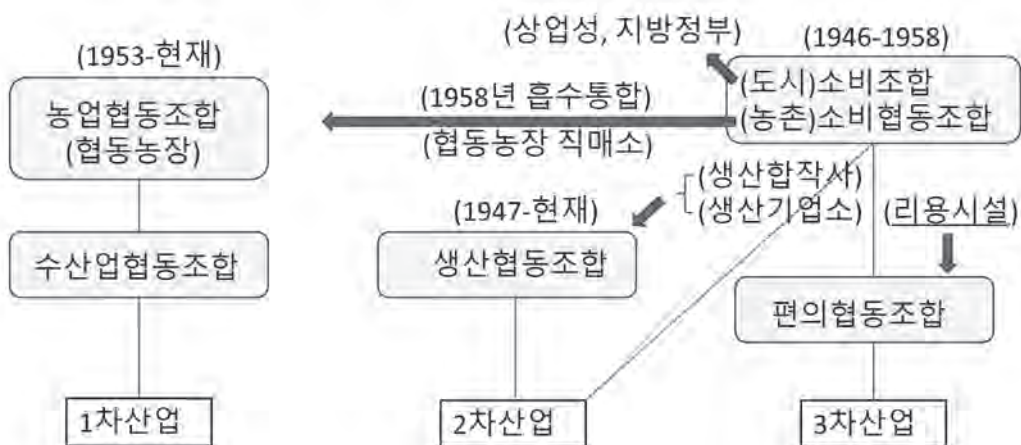 (상업성, 지방정부)
(1946-1958)
(1953-현재)
(도시)소비조합
(농촌)소비협동조합
(1958년 흡수통합)
(협동농장 직매소)
농업협동조합
(협동농장)
(생산합작사)
(생산기업소)
(리용시설)
(1947-현재)
수산업협동조합
생산협동조합
편의협동조합
1차산업
2차산업
3차산업